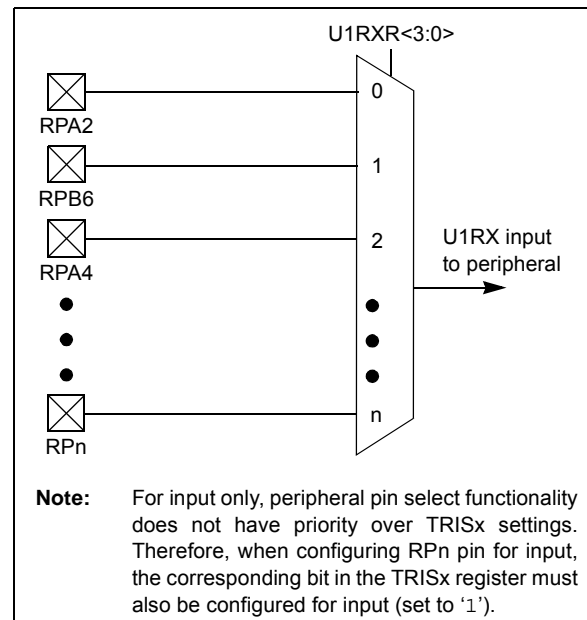 U1RXR<3:0>
RPA2
0
RPB6
1
RPA4
2
U1RX input
to peripheral
RPn
n
Note: For input only, peripheral pin select functionality
does not have priority over TRISx settings.
Therefore, when configuring RPn pin for input,
the corresponding bit in the TRISx register must
also be configured for input (set to ‘1’).